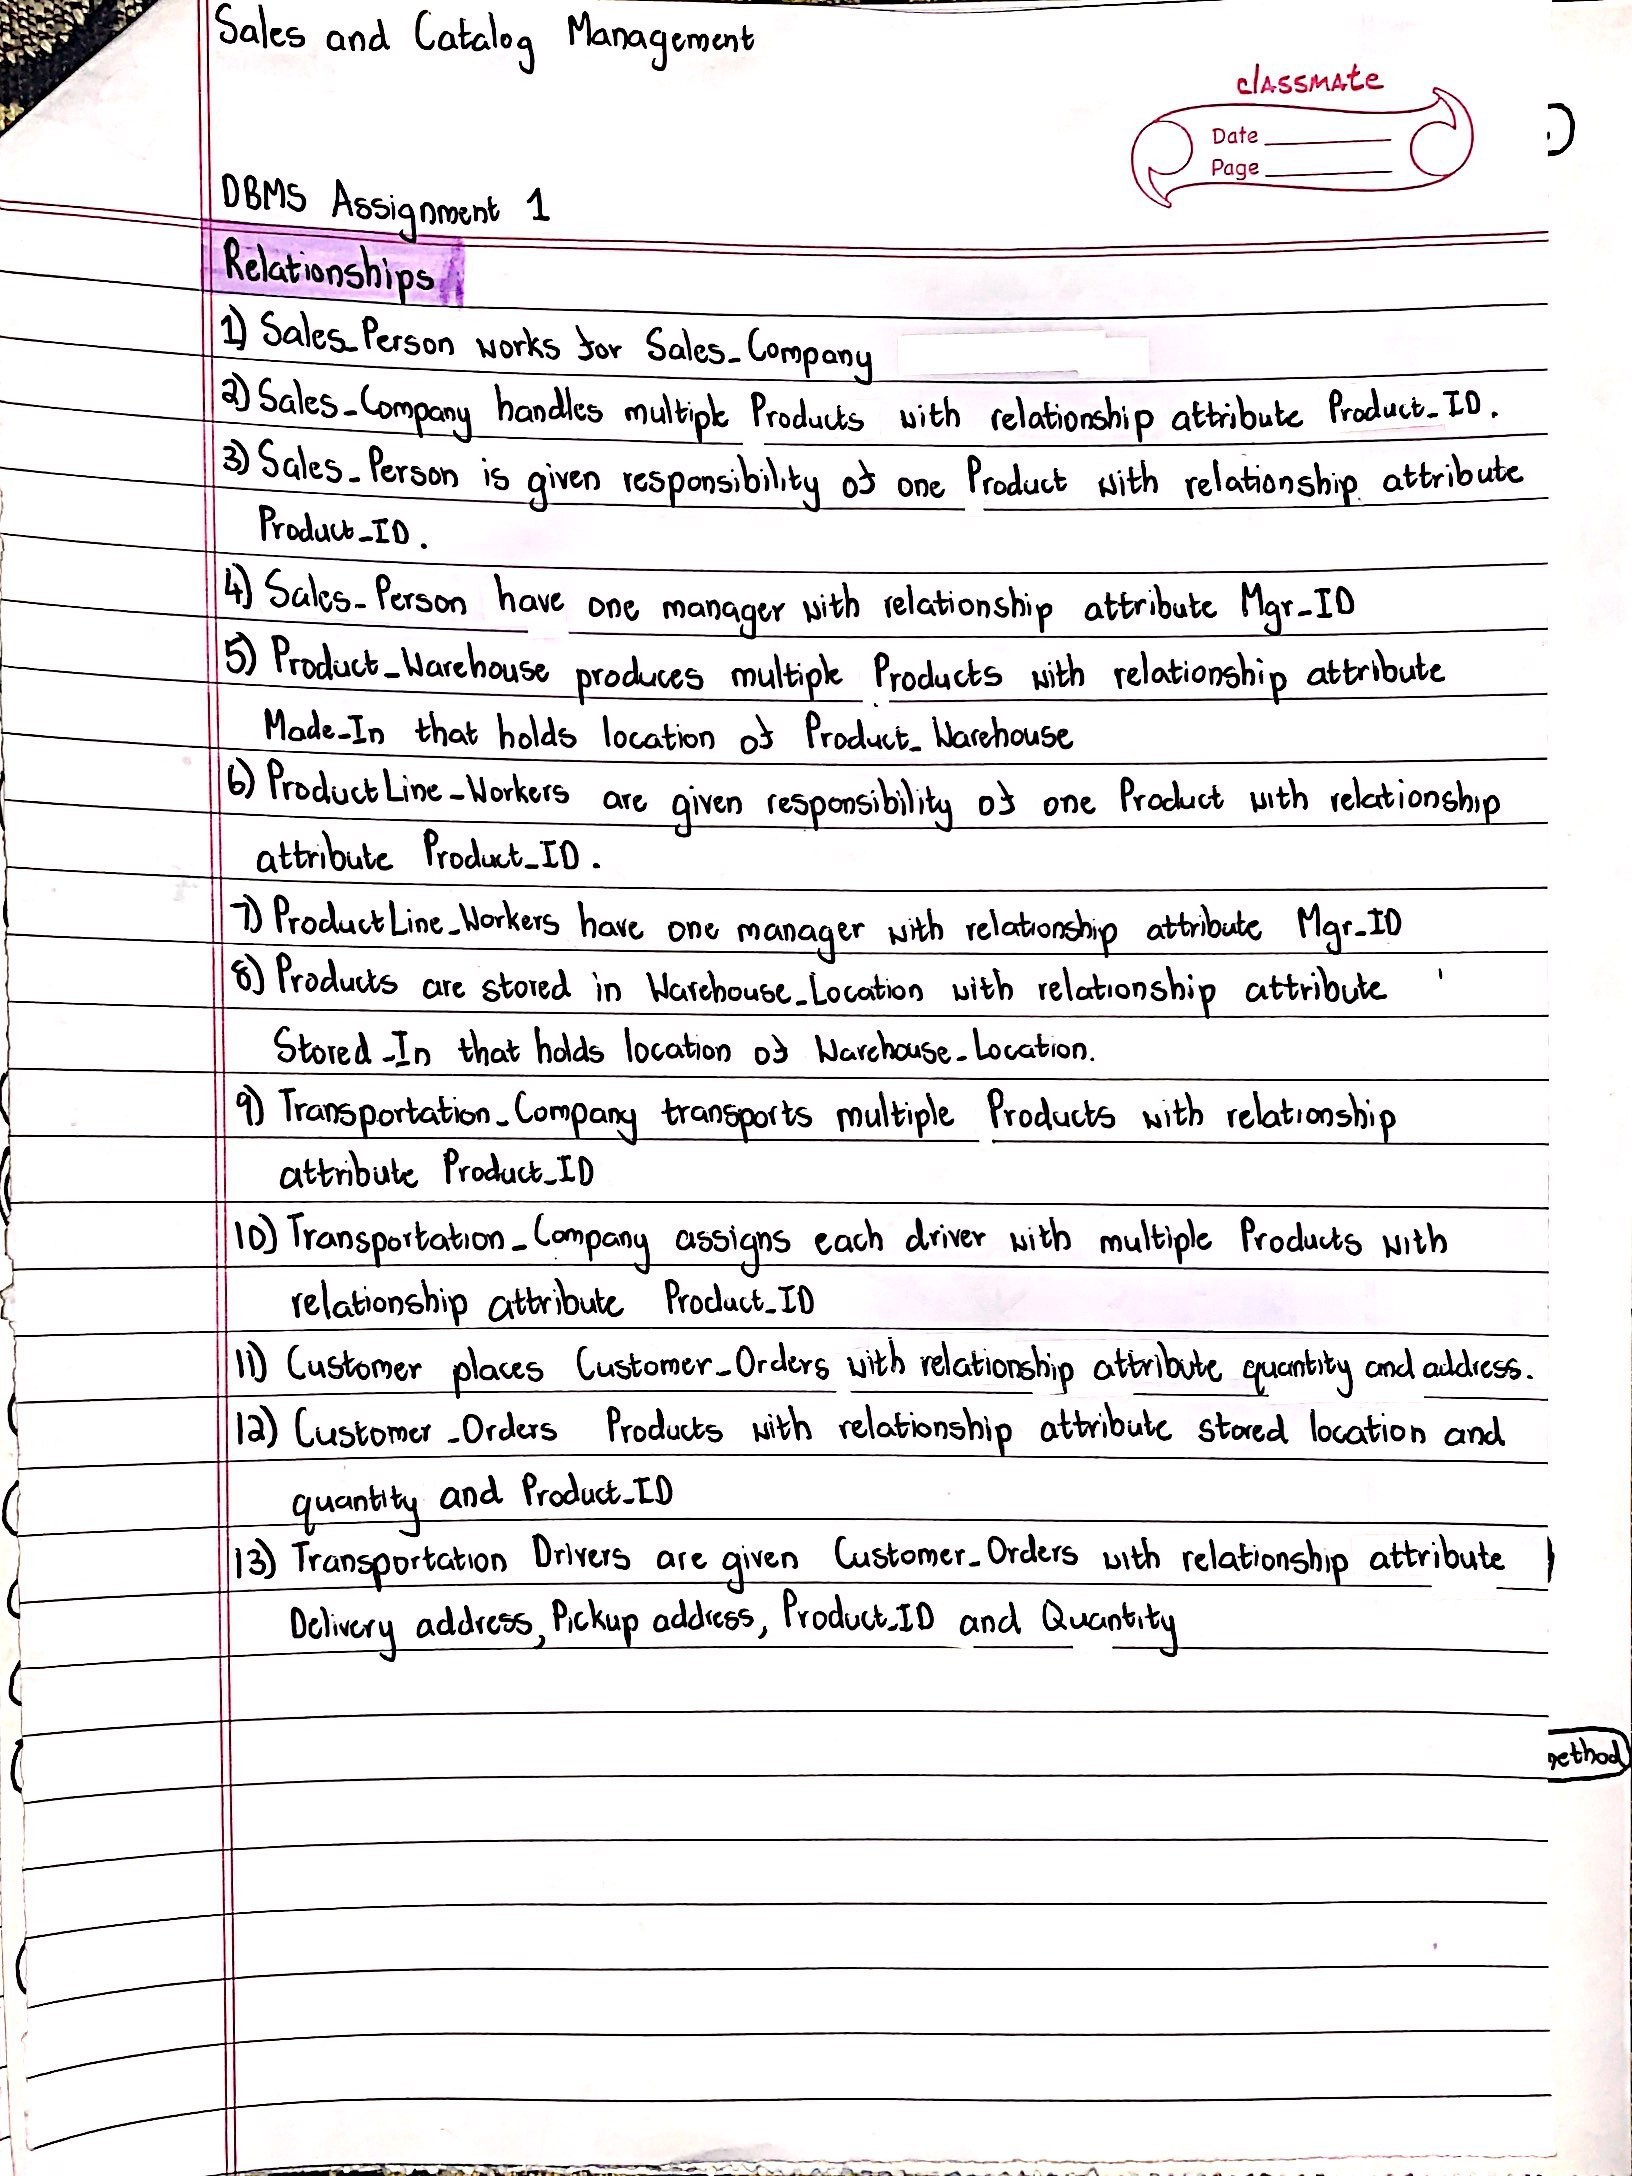 Sales and Catalog Management
classmate
Date
Page
DBMS Assignment 1
Relationships
1) Sales_Person works for Sales_Company
2) Sales_Company handles multiple Products with relationship attribute Product_ID.
3) Sales_Person is given responsibility of one Product with relationship attribute
Product_ID.
4) Sales_Person have one manager with relationship attribute Mgr_ID
5) Product_Warehouse produces multiple Products with relationship attribute
Made_In that holds location of Product_Warehouse
6) ProductLine_Workers are given responsibility of one Product with relationship
attribute Product_ID.
7) ProductLine_Workers have one manager with relationship attribute Mgr_ID
8) Products are stored in Warehouse_Location with relationship attribute
Stored_In that holds location of Warehouse_Location.
9) Transportation_Company transports multiple Products with relationship
attribute Product_ID
10) Transportation_Company assigns each driver with multiple Products with
relationship attribute Product_ID
11) Customer places Customer_Orders with relationship attribute quantity and address.
12) Customer_Orders Products with relationship attribute stored location and
quantity and Product_ID
13) Transportation Drivers are given Customer_Orders with relationship attribute
Delivery address, Pickup address, Product_ID and Quantity